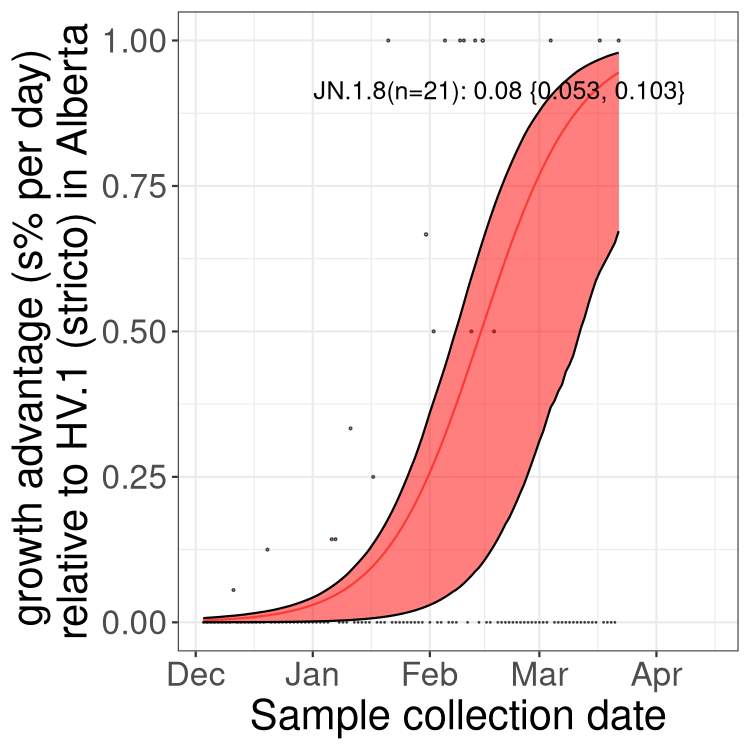 growth advantage (s% per day)
relative to HV.1 (stricto) in Alberta
1.00
0.75
0.50
0.25
0.00
JN.1.8(n=21): 0.08 {0.053, 0.103}
Dec Jan Feb Mar Apr
Sample collection date